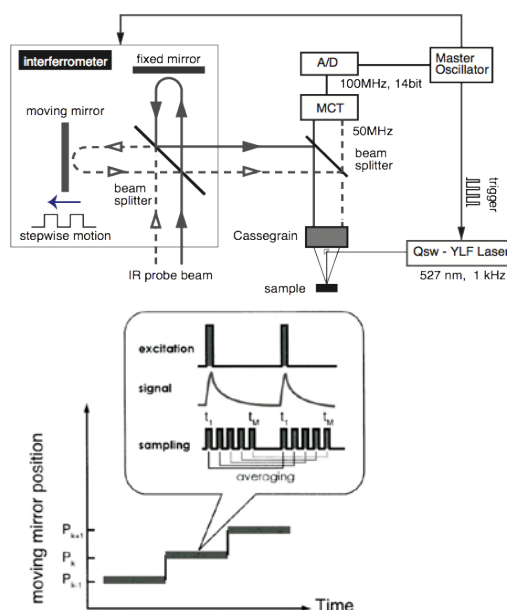 interferrometer
fixed mirror
A/D
Master
Oscillator
100MHz, 14bit
MCT
moving mirror
50MHz
beam
splitter
beam
splitter
trigger
stepwise motion
Cassegrain
IR probe beam
Qsw - YLF Laser
527 nm, 1 kHz
sample
excitation
signal
t1 tM t1 tM
sampling
averaging
moving mirror position
Pk+1
Pk
Pk-1
Time